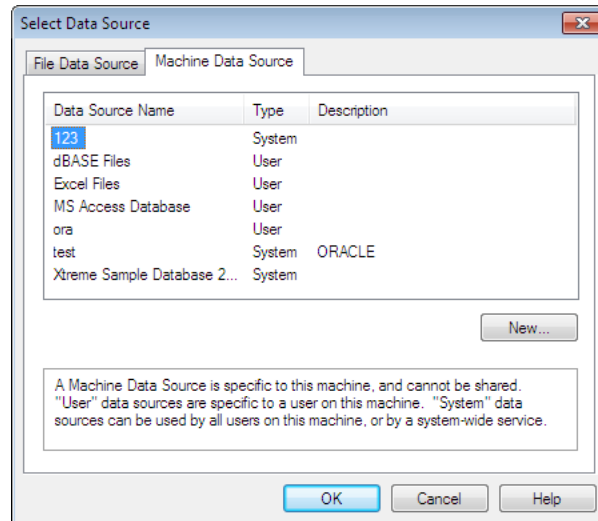 Select Data Source
File Data Source Machine Data Source
Data Source Name Type Description
123 System
dBASE Files User
Excel Files User
MS Access Database User
ora User
test System ORACLE
Xtreme Sample Database 2... System
New...
A Machine Data Source is specific to this machine, and cannot be shared.
"User" data sources are specific to a user on this machine. "System" data
sources can be used by all users on this machine, or by a system-wide service.
OK Cancel Help